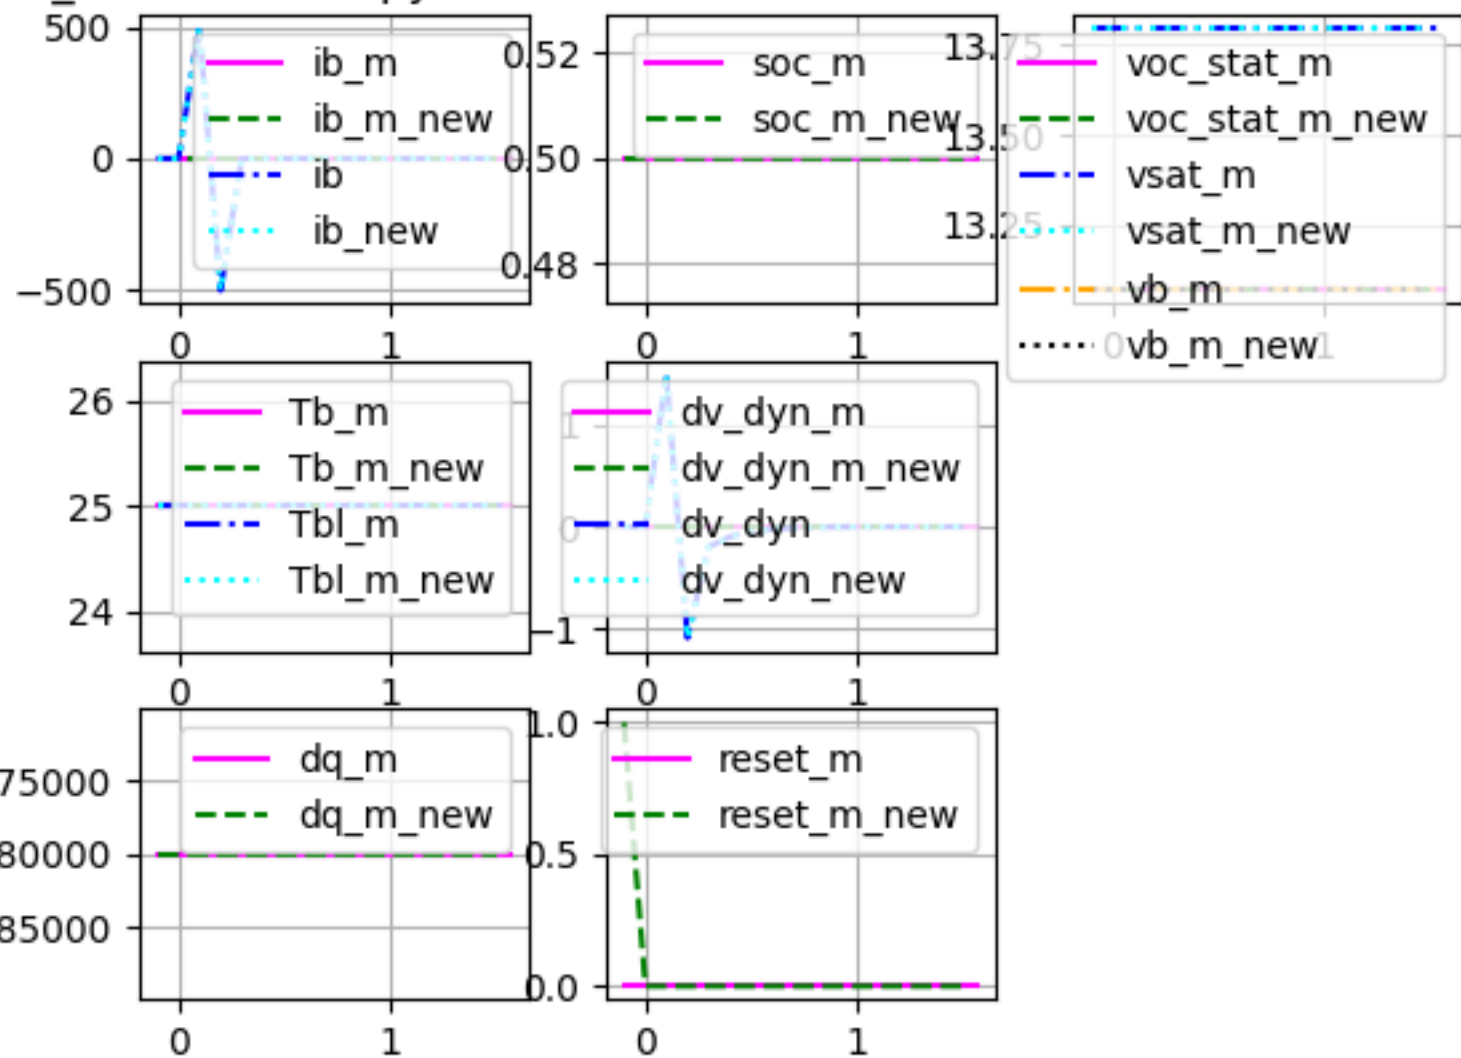 500
0
−500
0
1
ib_m
ib_m_new
ib
ib_new
0.52
0.50
0.48
0
1
soc_m
soc_m_new
13.75
13.50
13.25
0
1
voc_stat_m
voc_stat_m_new
vsat_m
vsat_m_new
vb_m
vb_m_new
26
25
24
0
1
Tb_m
Tb_m_new
Tbl_m
Tbl_m_new
1
0
−1
0
1
dv_dyn_m
dv_dyn_m_new
dv_dyn
dv_dyn_new
75000
80000
85000
0
1
dq_m
dq_m_new
1.0
0.5
0.0
0
1
reset_m
reset_m_new